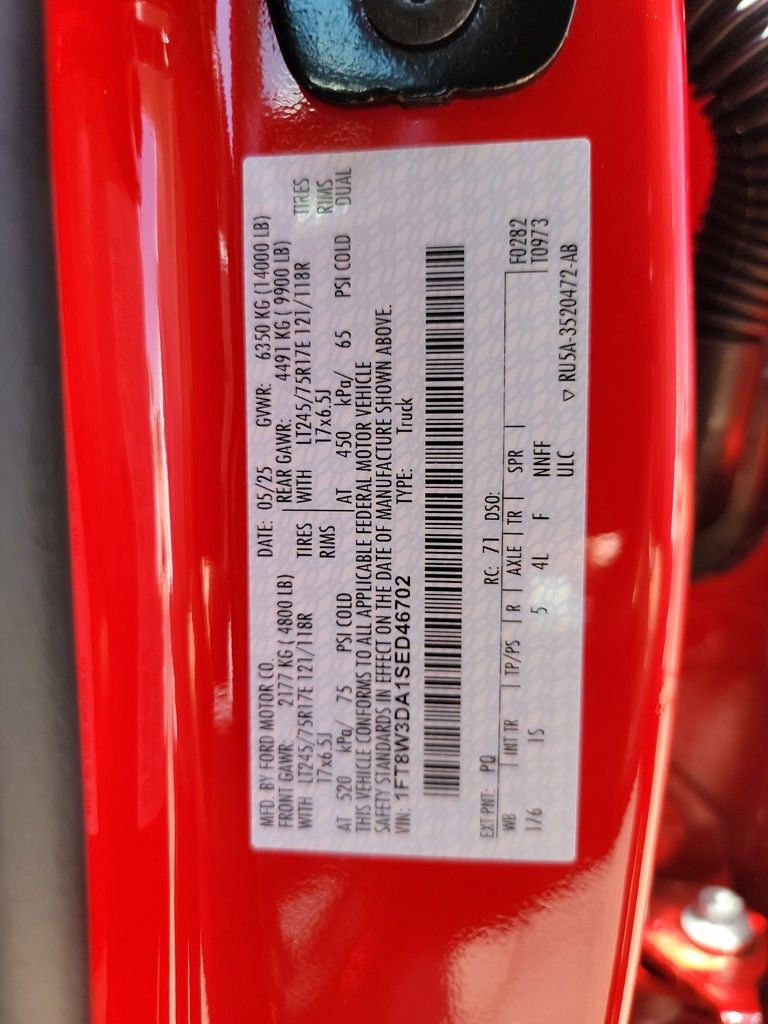 MFD. BY FORD MOTOR CO. DATE: 05/25 GVWR: 6350 KG (14000 LB)
FRONT GAWR: 2177 KG ( 4800 LB) REAR GAWR: 4491 KG ( 9900 LB)
WITH LT245/75R17E 121/118R TIRES WITH LT245/75R17E 121/118R TIRES
17x6.5J RIMS 17x6.5J RIMS
AT 520 kPa/ 75 PSI COLD AT 450 kPa/ 65 PSI COLD DUAL
THIS VEHICLE CONFORMS TO ALL APPLICABLE FEDERAL MOTOR VEHICLE
SAFETY STANDARDS IN EFFECT ON THE DATE OF MANUFACTURE SHOWN ABOVE.
VIN: 1FT8W3DA1SED46702 TYPE: Truck
EXT PNT: PQ RC: 71 DSO:
WB INT TR TP/PS R AXLE TR SPR F0282
176 1S 5 4L F NNFF T0973
ULC
▽ RU5A-3520472-AB